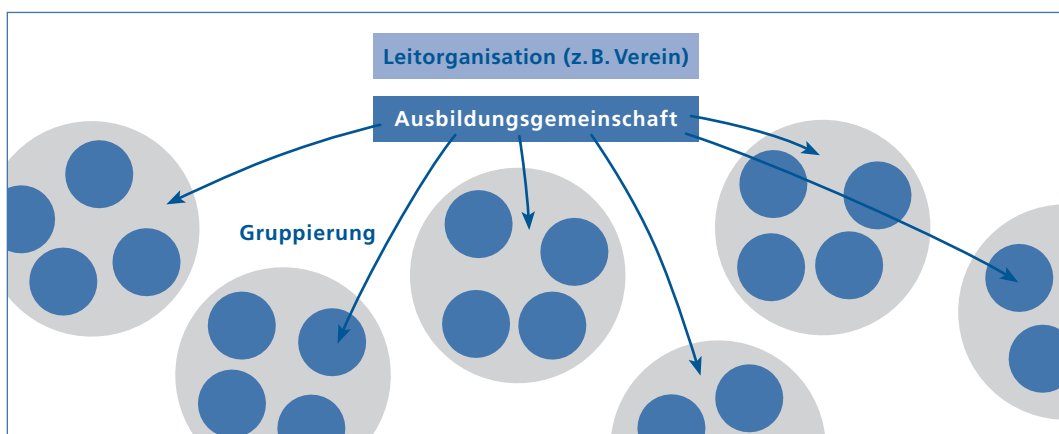 Leitorganisation (z. B. Verein)
Ausbildungsgemeinschaft
Gruppierung